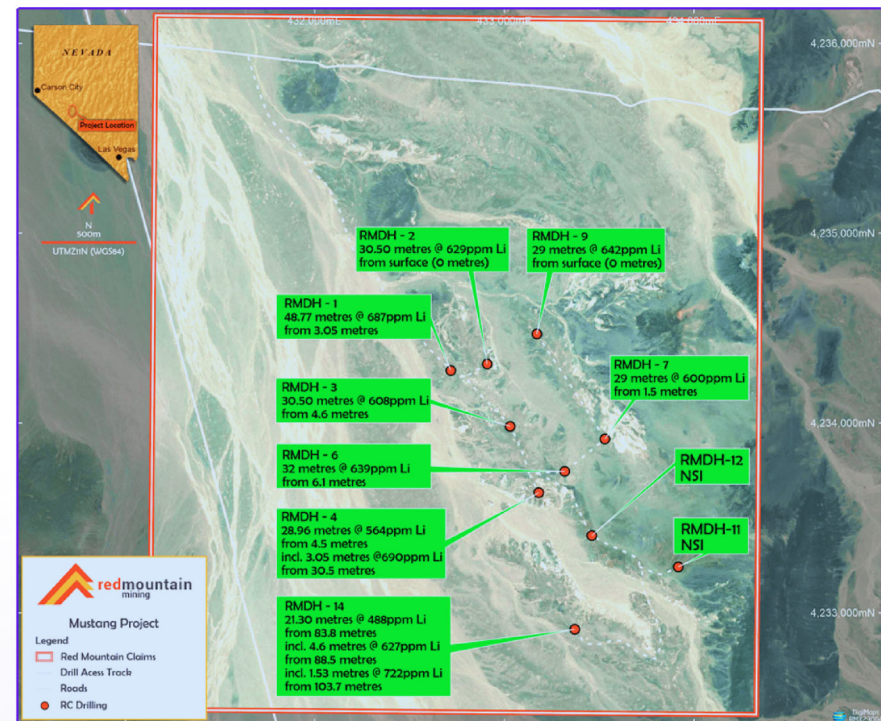 432,000mE
433,000mE
434,000mE
4,236,000mN
4,235,000mN
4,234,000mN
4,233,000mN
NEVADA
Carson City
Project Location
Las Vegas
N
500m
UTMZ11N (WGS84)
RMDH - 2
30.50 metres @ 629ppm Li
from surface (0 metres)
RMDH - 9
29 metres @ 642ppm Li
from surface (0 metres)
RMDH - 1
48.77 metres @ 687ppm Li
from 3.05 metres
RMDH - 7
29 metres @ 600ppm Li
from 1.5 metres
RMDH - 3
30.50 metres @ 608ppm Li
from 4.6 metres
RMDH - 6
32 metres @ 639ppm Li
from 6.1 metres
RMDH-12
NSI
RMDH - 4
28.96 metres @ 564ppm Li
from 4.5 metres
incl. 3.05 metres @690ppm Li
from 30.5 metres
RMDH-11
NSI
RMDH - 14
21.30 metres @ 488ppm Li
from 83.8 metres
incl. 4.6 metres @ 627ppm Li
from 88.5 metres
incl. 1.53 metres @ 722ppm Li
from 103.7 metres
redmountain
mining
Mustang Project
Legend
Red Mountain Claims
Drill Acess Track
Roads
RC Drilling
DigiMaps